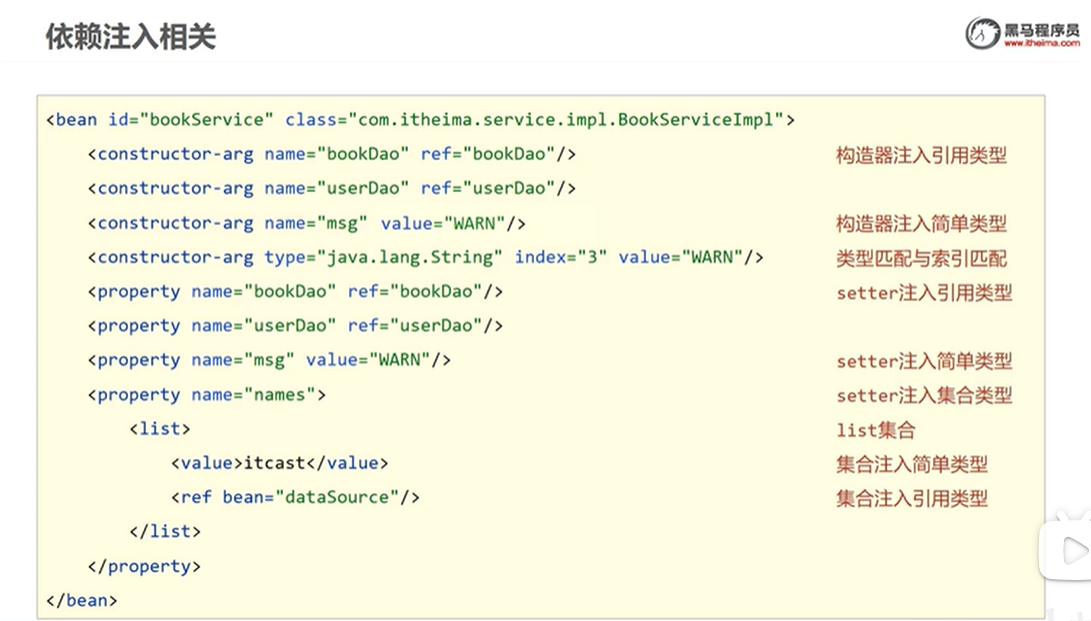 依赖注入相关
黑马程序员
www.itheima.com
<bean id="bookService" class="com.itheima.service.impl.BookServiceImpl">
<constructor-arg name="bookDao" ref="bookDao"/> 构造器注入引用类型
<constructor-arg name="userDao" ref="userDao"/>
<constructor-arg name="msg" value="WARN"/> 构造器注入简单类型
<constructor-arg type="java.lang.String" index="3" value="WARN"/> 类型匹配与索引匹配
<property name="bookDao" ref="bookDao"/> setter注入引用类型
<property name="userDao" ref="userDao"/>
<property name="msg" value="WARN"/> setter注入简单类型
<property name="names"> setter注入集合类型
<list> list集合
<value>itcast</value> 集合注入简单类型
<ref bean="dataSource"/> 集合注入引用类型
</list>
</property>
</bean>